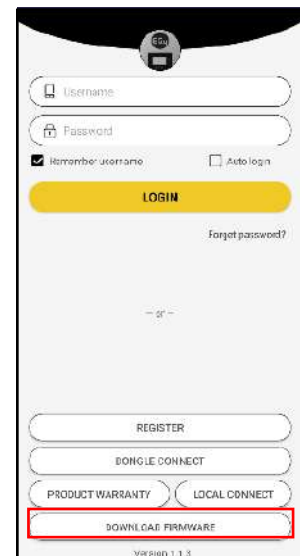 EG4
Username
Password
Remember username Auto login
LOGIN
Forget password?
— or —
REGISTER
DONGLE CONNECT
PRODUCT WARRANTY LOCAL CONNECT
DOWNLOAD FIRMWARE
Version 1.1.3